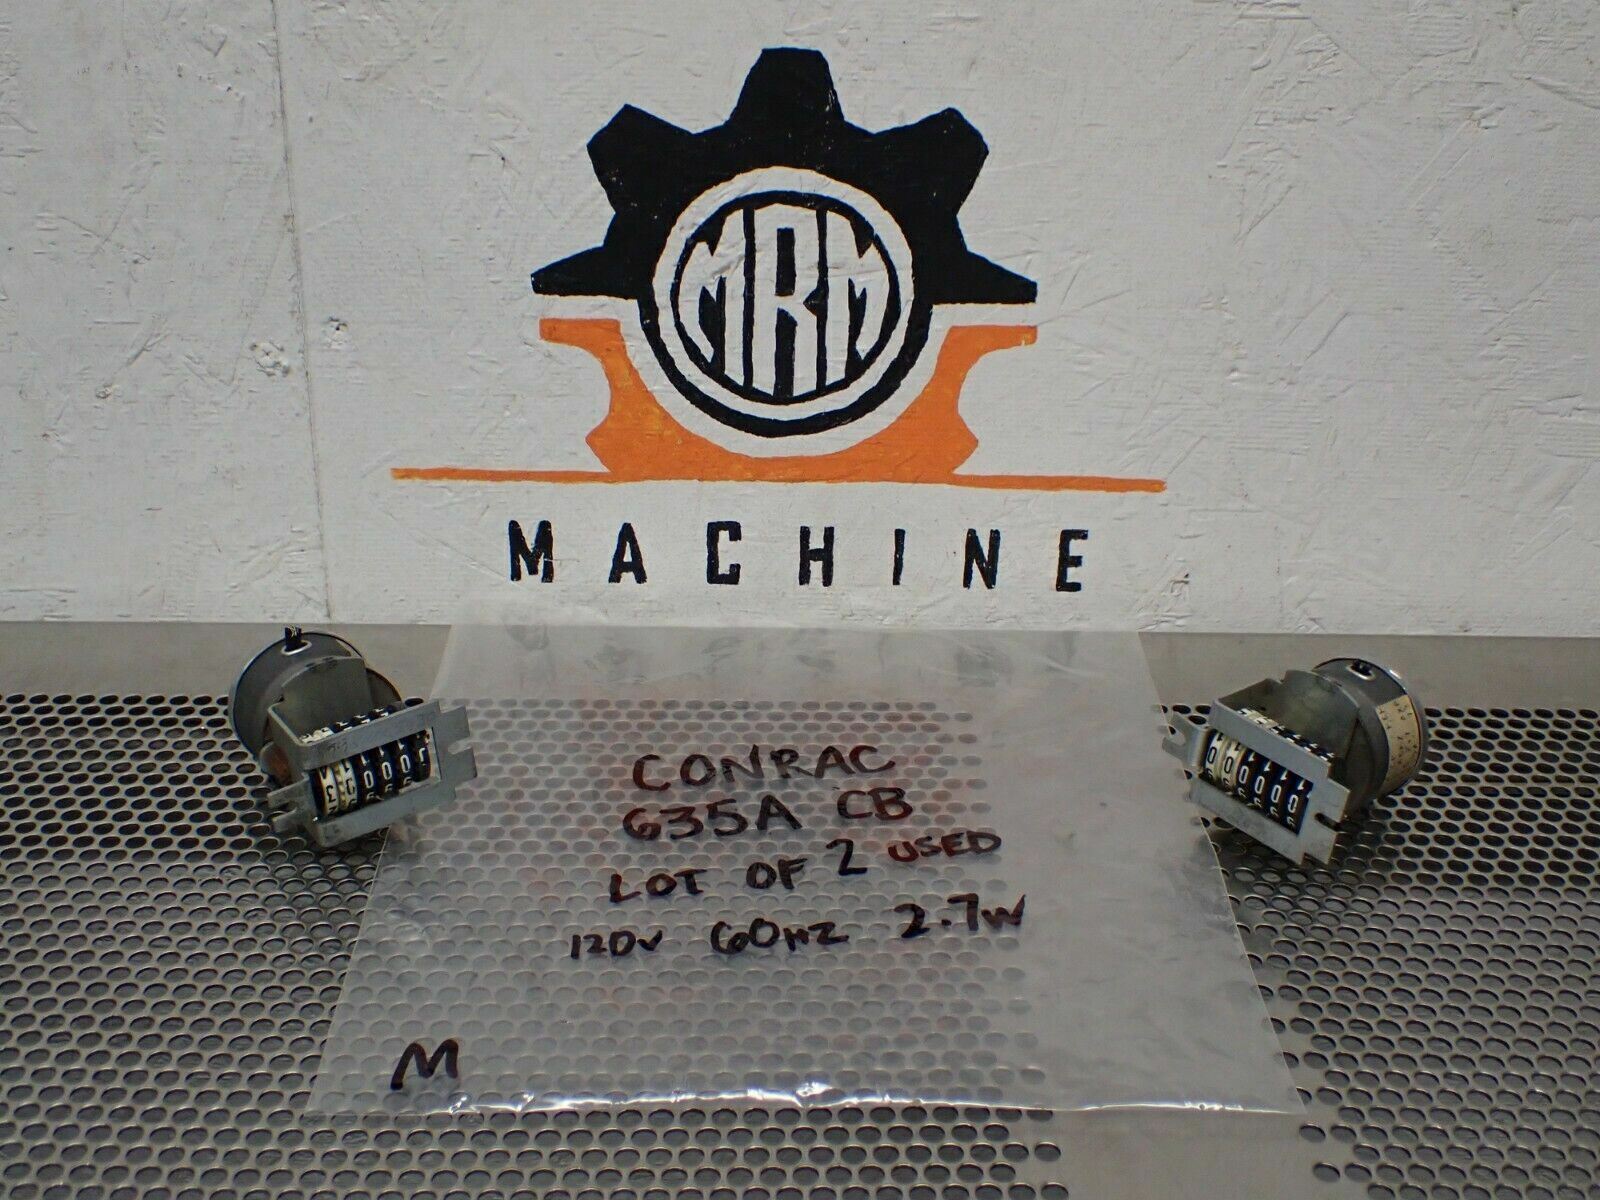 MRM
MACHINE
CONRAC
635A CB
LOT OF 2 USED
120V 60HZ 2.7W
M